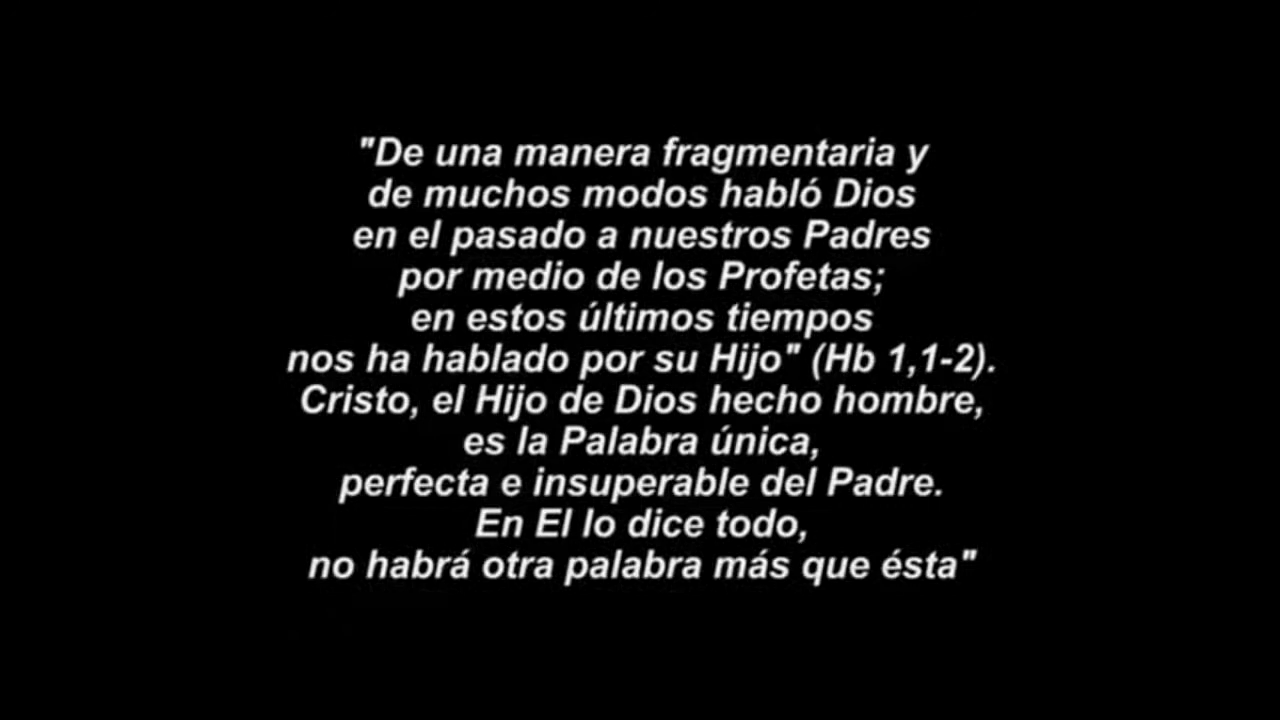 "De una manera fragmentaria y
de muchos modos habló Dios
en el pasado a nuestros Padres
por medio de los Profetas;
en estos últimos tiempos
nos ha hablado por su Hijo" (Hb 1,1-2).
Cristo, el Hijo de Dios hecho hombre,
es la Palabra única,
perfecta e insuperable del Padre.
En El lo dice todo,
no habrá otra palabra más que ésta"